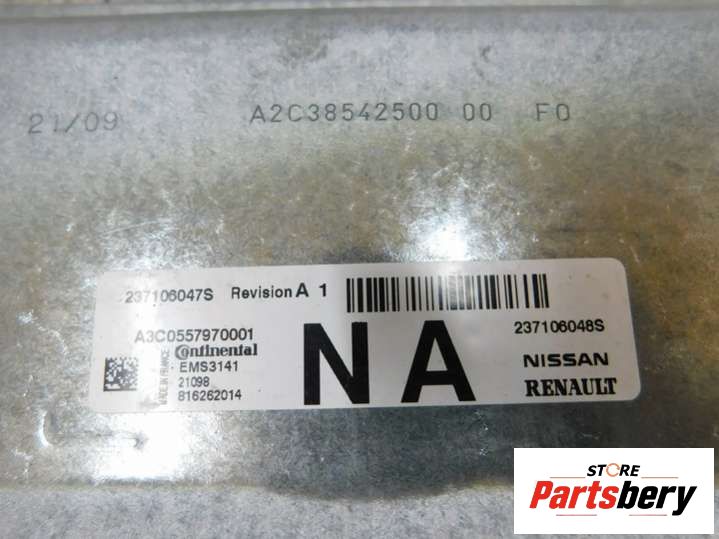 21/09 A2C38542500 00 F0
237106047S Revision A 1
A3C0557970001 237106048S
MADE IN FRANCE Continental NA NISSAN
EMS3141
21098 RENAULT
816262014
STORE
Partsbery